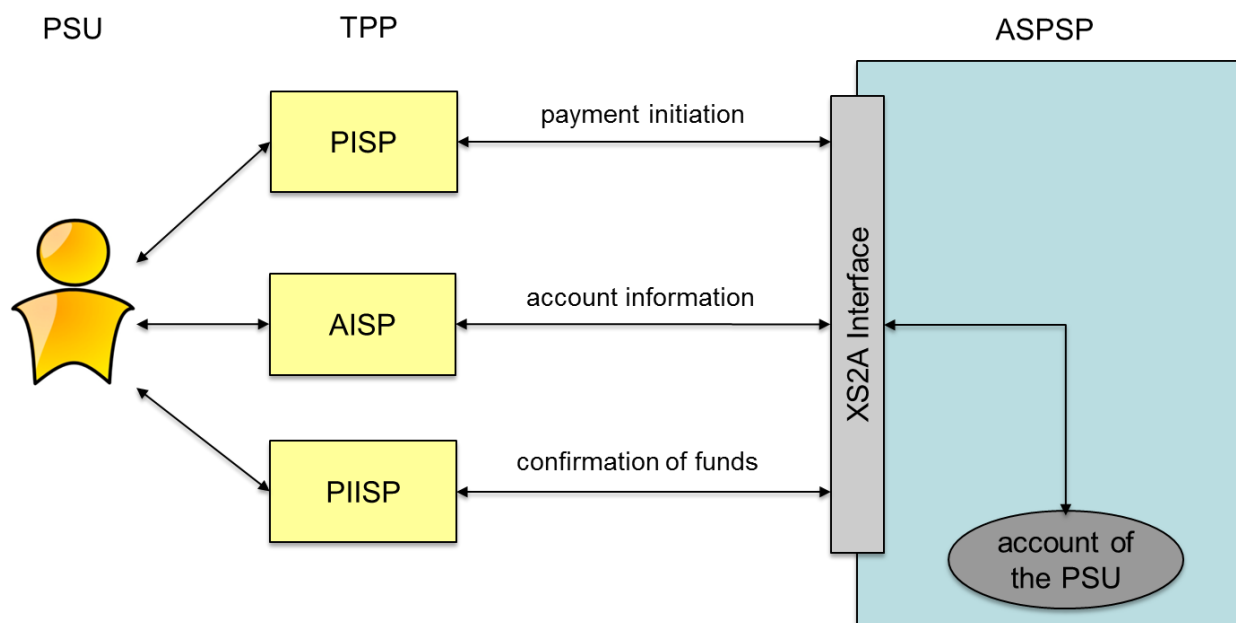 PSU
TPP
ASPSP
PISP
payment initiation
AISP
account information
XS2A Interface
PIISP
confirmation of funds
account of
the PSU